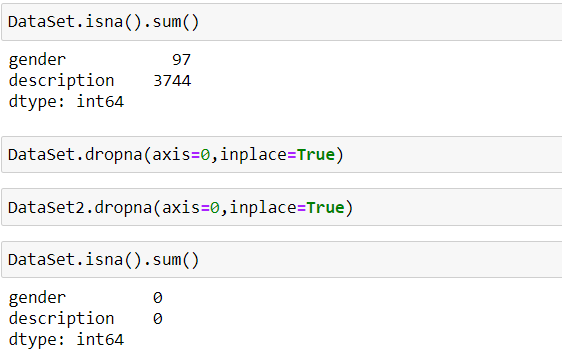 DataSet.isna().sum()
gender 97
description 3744
dtype: int64
DataSet.dropna(axis=0,inplace=True)
DataSet2.dropna(axis=0,inplace=True)
DataSet.isna().sum()
gender 0
description 0
dtype: int64